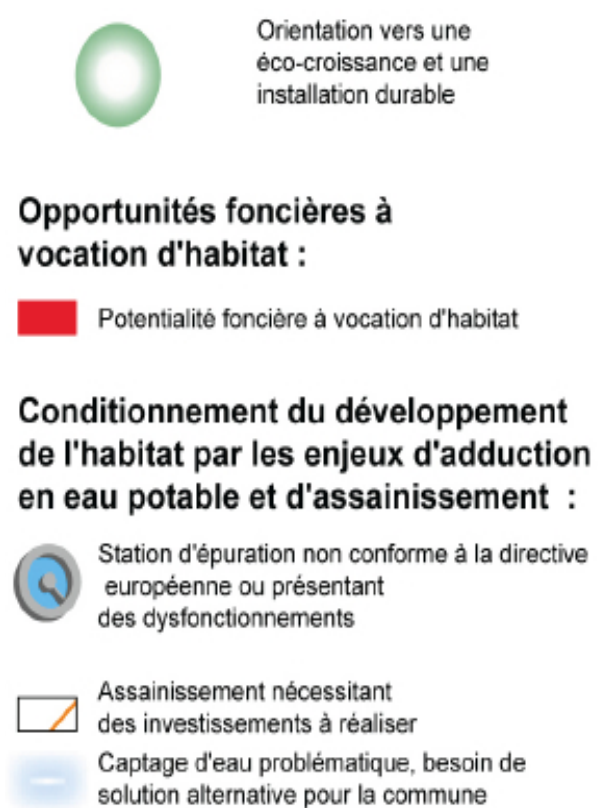 Orientation vers une
éco-croissance et une
installation durable
Opportunités foncières à
vocation d'habitat :
Potentialité foncière à vocation d'habitat
Conditionnement du développement
de l'habitat par les enjeux d'adduction
en eau potable et d'assainissement :
Station d'épuration non conforme à la directive
européenne ou présentant
des dysfonctionnements
Assainissement nécessitant
des investissements à réaliser
Captage d'eau problématique, besoin de
solution alternative pour la commune